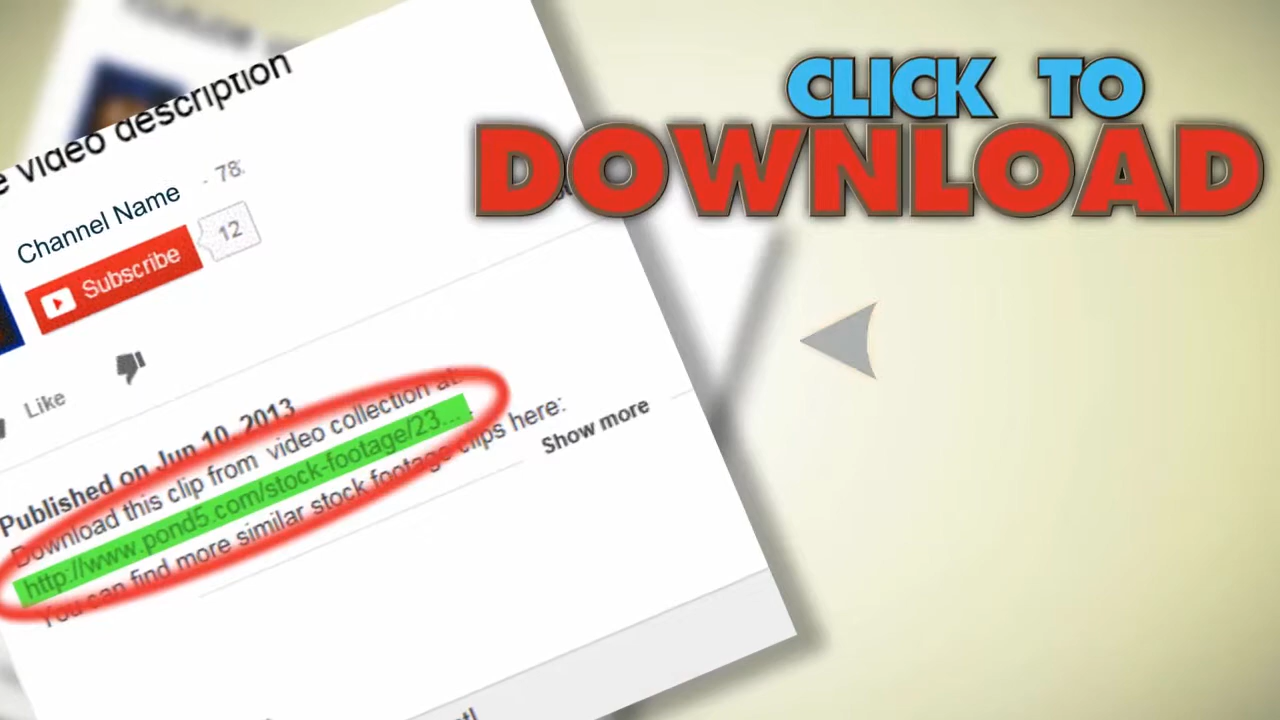 CLICK TO
DOWNLOAD
video description
Channel Name
Subscribe
12
Like
Published on Jun 10, 2013
Download this clip from video collection at:
http://www.pond5.com/stock-footage/23...
You can find more similar stock footage clips here:
Show more